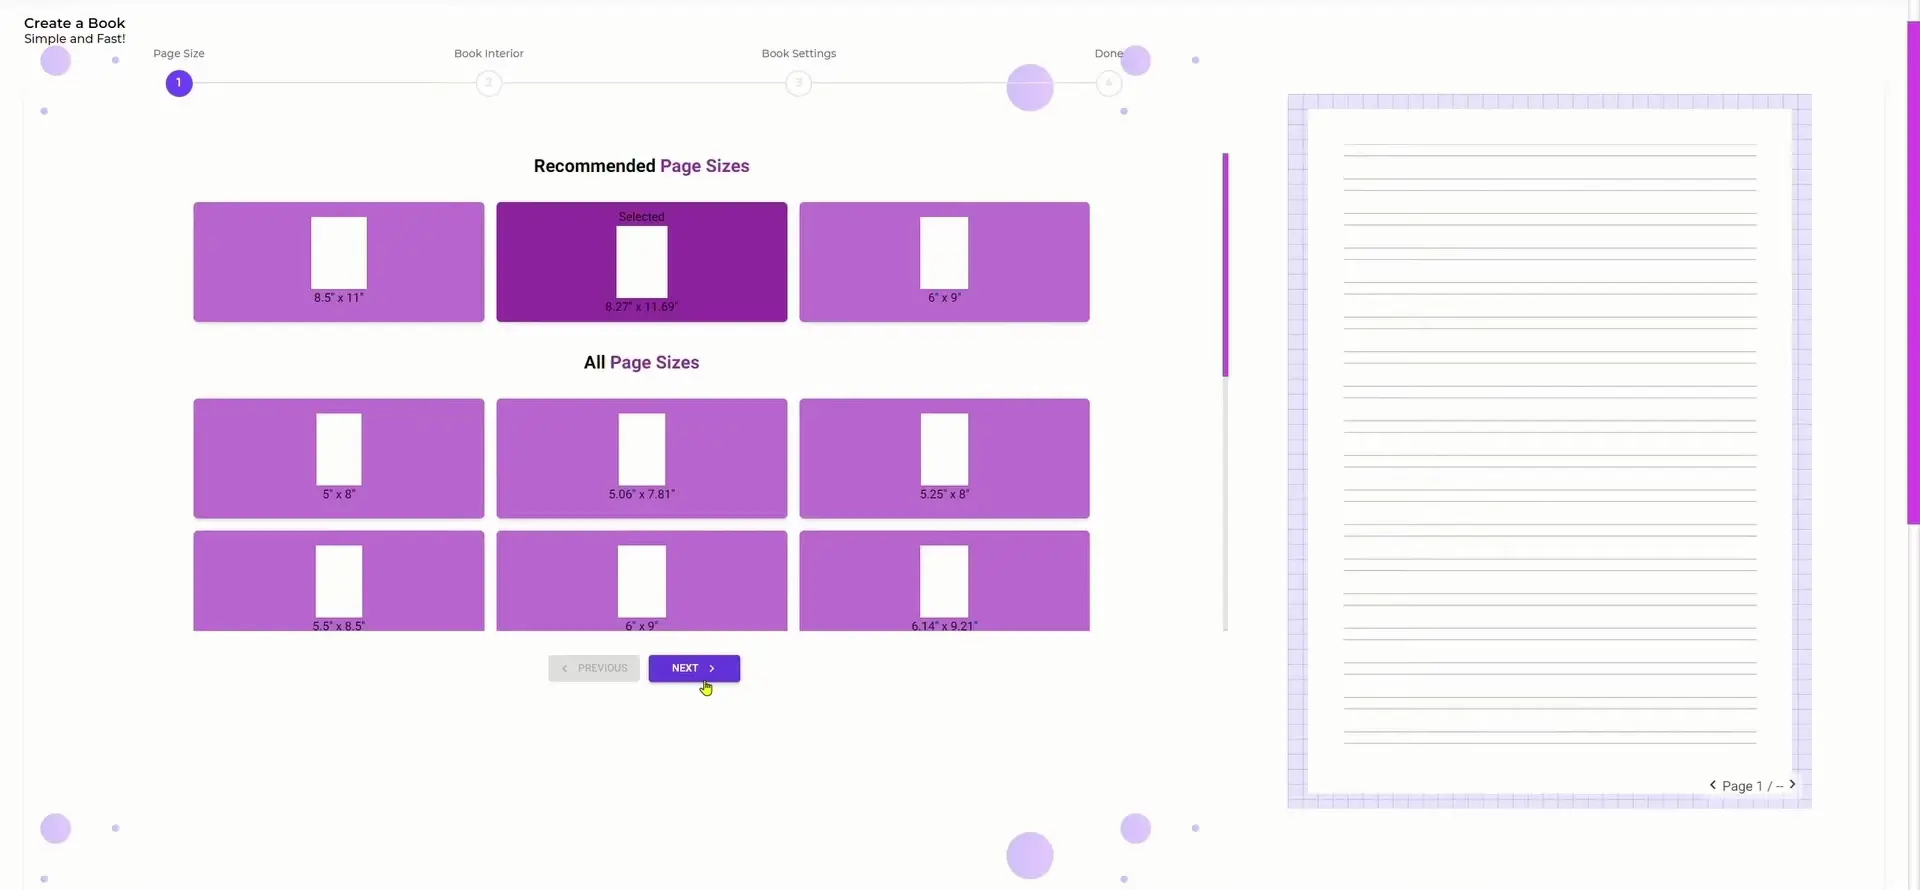 Create a Book
Simple and Fast!
Page Size
Book Interior
Book Settings
Done
1
2
3
4
Recommended Page Sizes
8.5" x 11"
Selected
8.27" x 11.69"
6" x 9"
All Page Sizes
5" x 8"
5.06" x 7.81"
5.25" x 8"
5.5" x 8.5"
6" x 9"
6.14" x 9.21"
PREVIOUS
NEXT
Page 1 / --